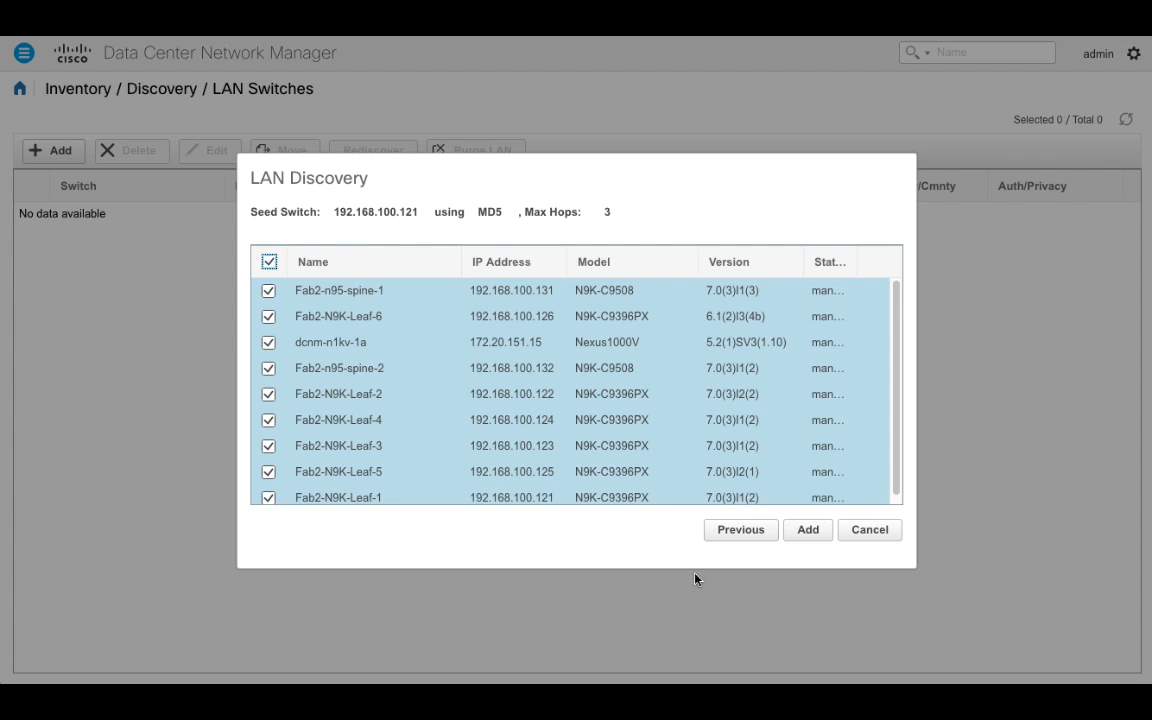 cisco Data Center Network Manager Name admin
Inventory / Discovery / LAN Switches
Selected 0 / Total 0
Add Delete Edit Move Rediscover Purge LAN
Switch /Cmnty Auth/Privacy
No data available
LAN Discovery
Seed Switch: 192.168.100.121 using MD5 , Max Hops: 3
Name IP Address Model Version Stat...
Fab2-n95-spine-1 192.168.100.131 N9K-C9508 7.0(3)I1(3) man...
Fab2-N9K-Leaf-6 192.168.100.126 N9K-C9396PX 6.1(2)I3(4b) man...
dcnm-n1kv-1a 172.20.151.15 Nexus1000V 5.2(1)SV3(1.10) man...
Fab2-n95-spine-2 192.168.100.132 N9K-C9508 7.0(3)I1(2) man...
Fab2-N9K-Leaf-2 192.168.100.122 N9K-C9396PX 7.0(3)I2(2) man...
Fab2-N9K-Leaf-4 192.168.100.124 N9K-C9396PX 7.0(3)I1(2) man...
Fab2-N9K-Leaf-3 192.168.100.123 N9K-C9396PX 7.0(3)I1(2) man...
Fab2-N9K-Leaf-5 192.168.100.125 N9K-C9396PX 7.0(3)I2(1) man...
Fab2-N9K-Leaf-1 192.168.100.121 N9K-C9396PX 7.0(3)I1(2) man...
Previous Add Cancel